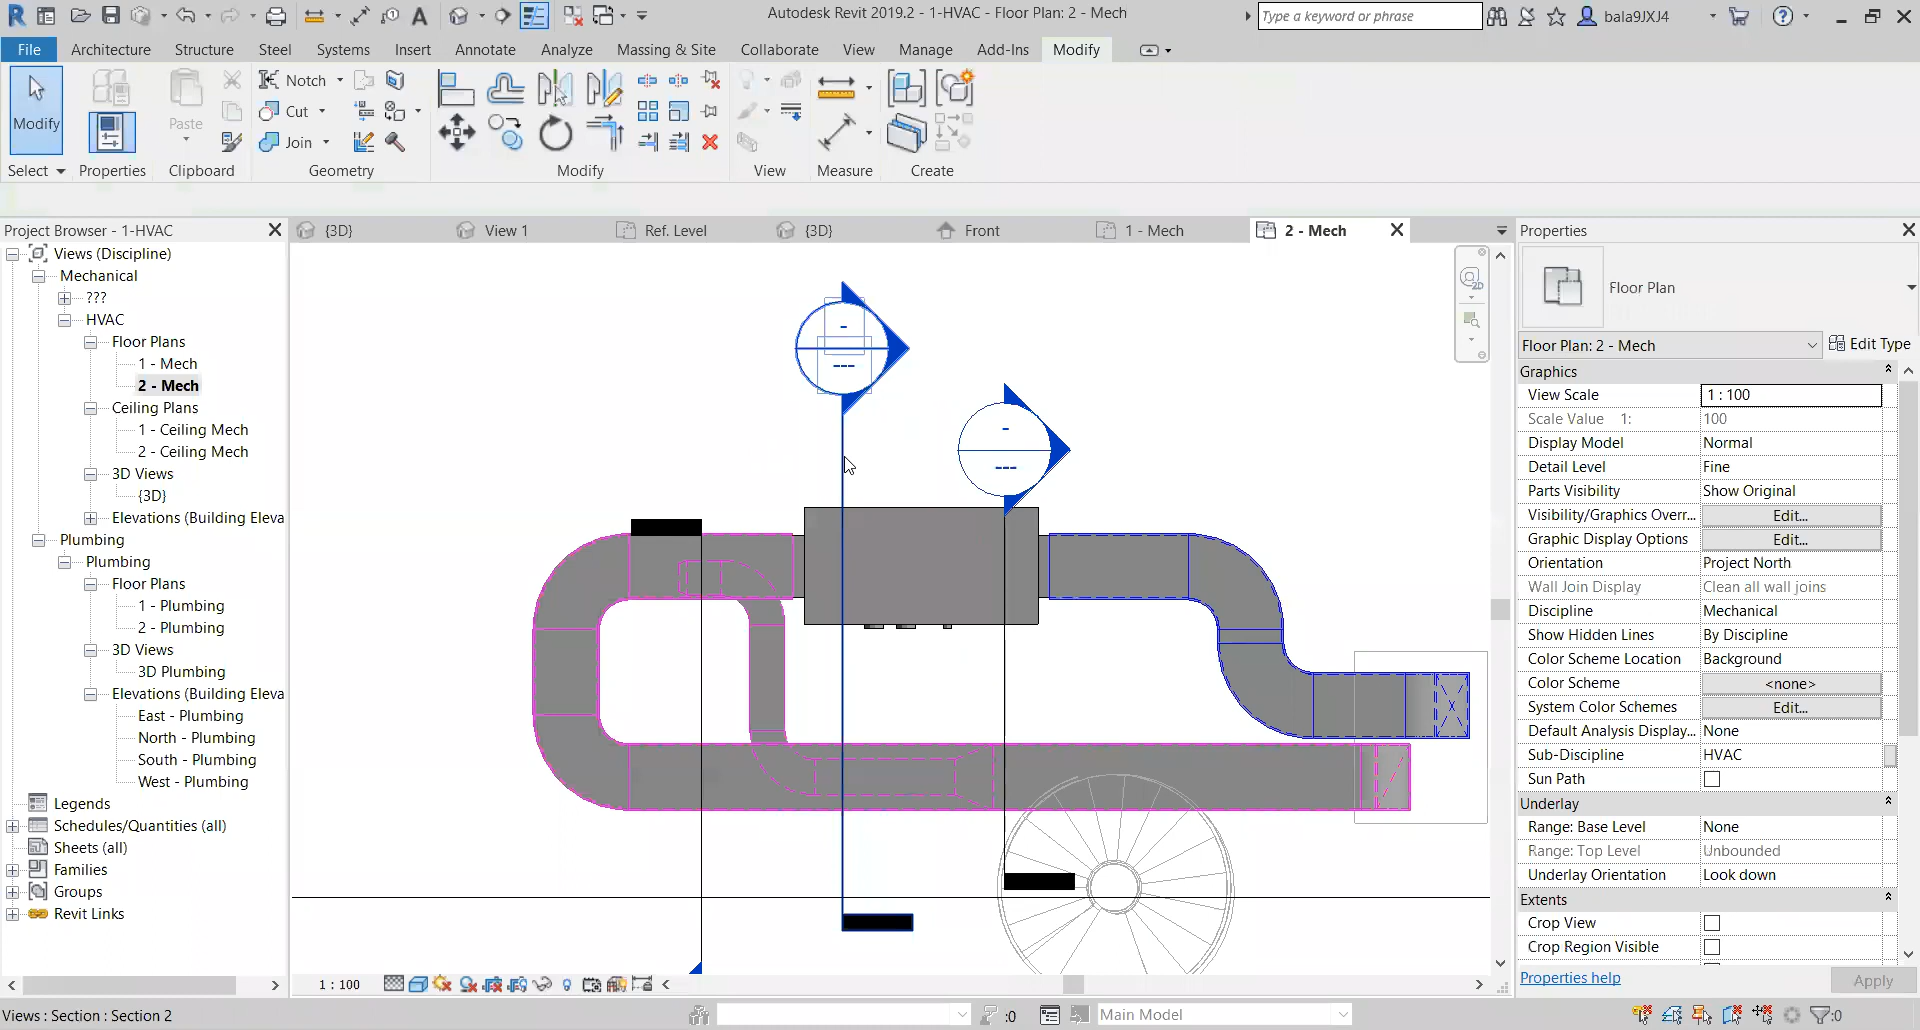 Autodesk Revit 2019.2 - 1-HVAC - Floor Plan: 2 - Mech
Type a keyword or phrase
bala9JXJ4
File
Architecture
Structure
Steel
Systems
Insert
Annotate
Analyze
Massing & Site
Collaborate
View
Manage
Add-Ins
Modify
Modify
Paste
Notch
Cut
Join
Select
Properties
Clipboard
Geometry
Modify
View
Measure
Create
Project Browser - 1-HVAC
{3D}
View 1
Ref. Level
{3D}
Front
1 - Mech
2 - Mech
Properties
Views (Discipline)
Mechanical
???
HVAC
Floor Plans
1 - Mech
2 - Mech
Ceiling Plans
1 - Ceiling Mech
2 - Ceiling Mech
3D Views
{3D}
Elevations (Building Eleva
Plumbing
Plumbing
Floor Plans
1 - Plumbing
2 - Plumbing
3D Views
3D Plumbing
Elevations (Building Eleva
East - Plumbing
North - Plumbing
South - Plumbing
West - Plumbing
Legends
Schedules/Quantities (all)
Sheets (all)
Families
Groups
Revit Links
2D
-
---
-
---
Floor Plan
Floor Plan: 2 - Mech
Edit Type
Graphics
View Scale 1 : 100
Scale Value 1: 100
Display Model Normal
Detail Level Fine
Parts Visibility Show Original
Visibility/Graphics Overr... Edit...
Graphic Display Options Edit...
Orientation Project North
Wall Join Display Clean all wall joins
Discipline Mechanical
Show Hidden Lines By Discipline
Color Scheme Location Background
Color Scheme <none>
System Color Schemes Edit...
Default Analysis Display... None
Sub-Discipline HVAC
Sun Path
Underlay
Range: Base Level None
Range: Top Level Unbounded
Underlay Orientation Look down
Extents
Crop View
Crop Region Visible
Properties help
Apply
1 : 100
Views : Section : Section 2
:0
Main Model
:0